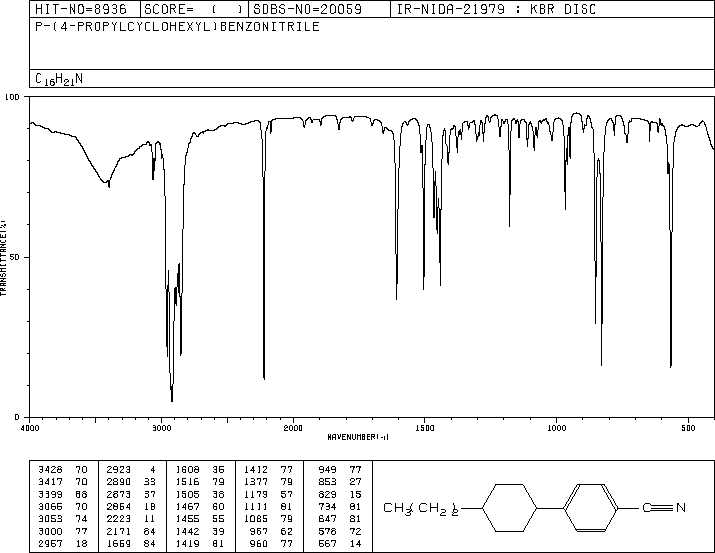 HIT-NO=8936 SCORE= ( ) SDBS-NO=20059 IR-NIDA-21979 : KBR DISC
P-(4-PROPYLCYCLOHEXYL)BENZONITRILE
C16H21N
100
50
0
TRANSMITTANCE(%)
4000 3000 2000 1500 1000 500
WAVENUMBER(-1)
3428 70 2923 4 1608 35 1412 77 949 77
3417 70 2890 33 1516 79 1377 79 853 27
3399 68 2873 37 1505 38 1179 57 829 15
3065 70 2854 18 1467 60 1111 81 734 81
3053 74 2223 11 1455 55 1085 79 647 81
3000 77 2171 84 1442 39 967 62 578 72
2957 18 1669 84 1419 81 960 77 567 14
CH3(CH2)2 C≡N